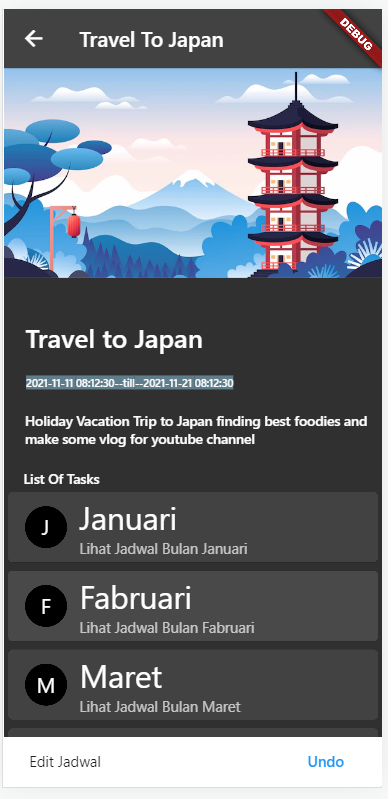 Travel To Japan
DEBUG
Travel to Japan
2021-11-11 08:12:30--till--2021-11-21 08:12:30
Holiday Vacation Trip to Japan finding best foodies and
make some vlog for youtube channel
List Of Tasks
J
Januari
Lihat Jadwal Bulan Januari
F
Fabruari
Lihat Jadwal Bulan Fabruari
M
Maret
Lihat Jadwal Bulan Maret
Edit Jadwal
Undo